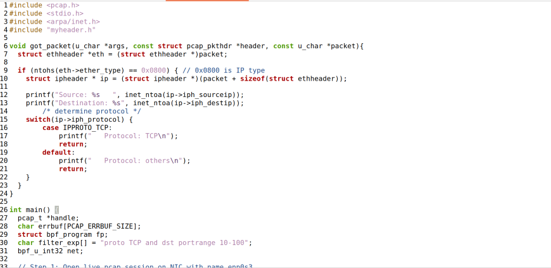 1 #include <pcap.h>
2 #include <stdio.h>
3 #include <arpa/inet.h>
4 #include "myheader.h"
5
6 void got_packet(u_char *args, const struct pcap_pkthdr *header, const u_char *packet){
7   struct ethheader *eth = (struct ethheader *)packet;
8
9   if (ntohs(eth->ether_type) == 0x0800) { // 0x0800 is IP type
10     struct ipheader * ip = (struct ipheader *)(packet + sizeof(struct ethheader));
11
12     printf("Source: %s   ", inet_ntoa(ip->iph_sourceip));
13     printf("Destination: %s", inet_ntoa(ip->iph_destip));
14         /* determine protocol */
15     switch(ip->iph_protocol) {
16         case IPPROTO_TCP:
17             printf("   Protocol: TCP\n");
18             return;
19         default:
20             printf("   Protocol: others\n");
21             return;
22     }
23   }
24 }
25
26 int main() {
27   pcap_t *handle;
28   char errbuf[PCAP_ERRBUF_SIZE];
29   struct bpf_program fp;
30   char filter_exp[] = "proto TCP and dst portrange 10-100";
31   bpf_u_int32 net;
32
33   // Step 1: Open live pcap session on NIC with name enp0s3